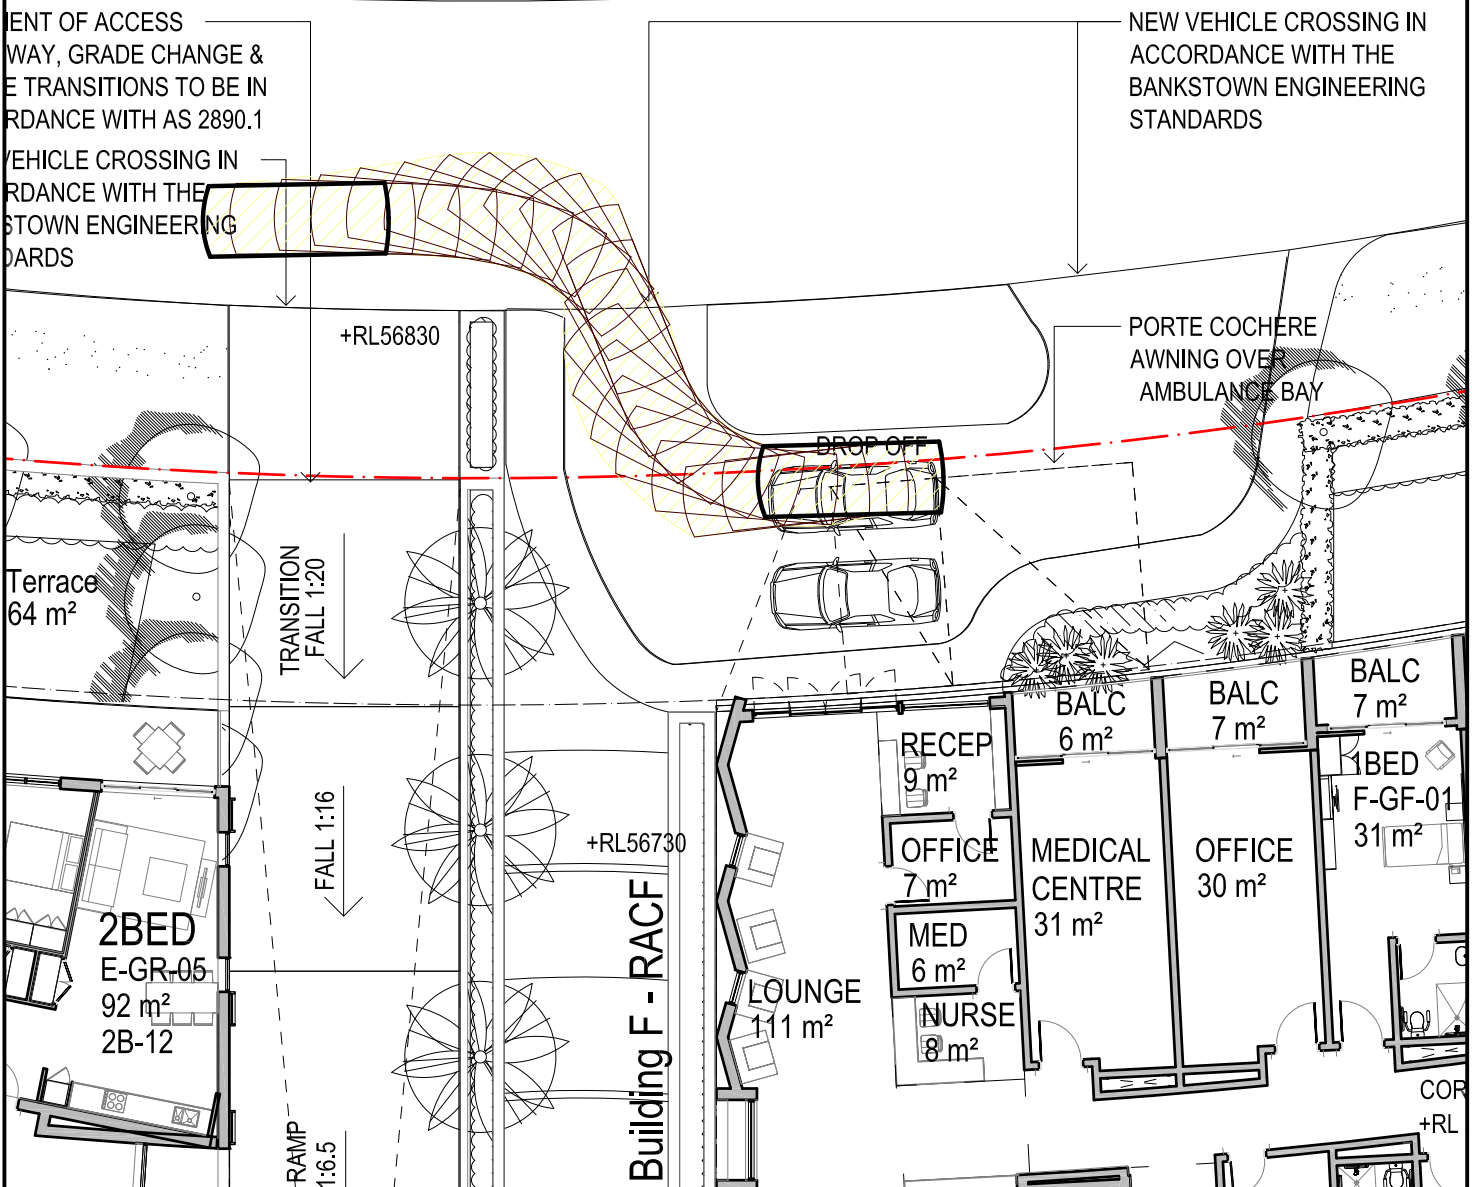 ENT OF ACCESS
WAY, GRADE CHANGE &
E TRANSITIONS TO BE IN
RDANCE WITH AS 2890.1
VEHICLE CROSSING IN
RDANCE WITH THE
STOWN ENGINEERING
DARDS
NEW VEHICLE CROSSING IN
ACCORDANCE WITH THE
BANKSTOWN ENGINEERING
STANDARDS
+RL56830
PORTE COCHERE
AWNING OVER
AMBULANCE BAY
DROP OFF
Terrace
64 m²
TRANSITION
FALL 1:20
BALC
6 m²
BALC
7 m²
BALC
7 m²
RECEP
9 m²
1BED
F-GF-01
31 m²
FALL 1:16
+RL56730
OFFICE
7 m²
MEDICAL
CENTRE
31 m²
OFFICE
30 m²
2BED
E-GR-05
92 m²
2B-12
MED
6 m²
LOUNGE
111 m²
NURSE
8 m²
Building F - RACF
RAMP
1:6.5
COR
+RL